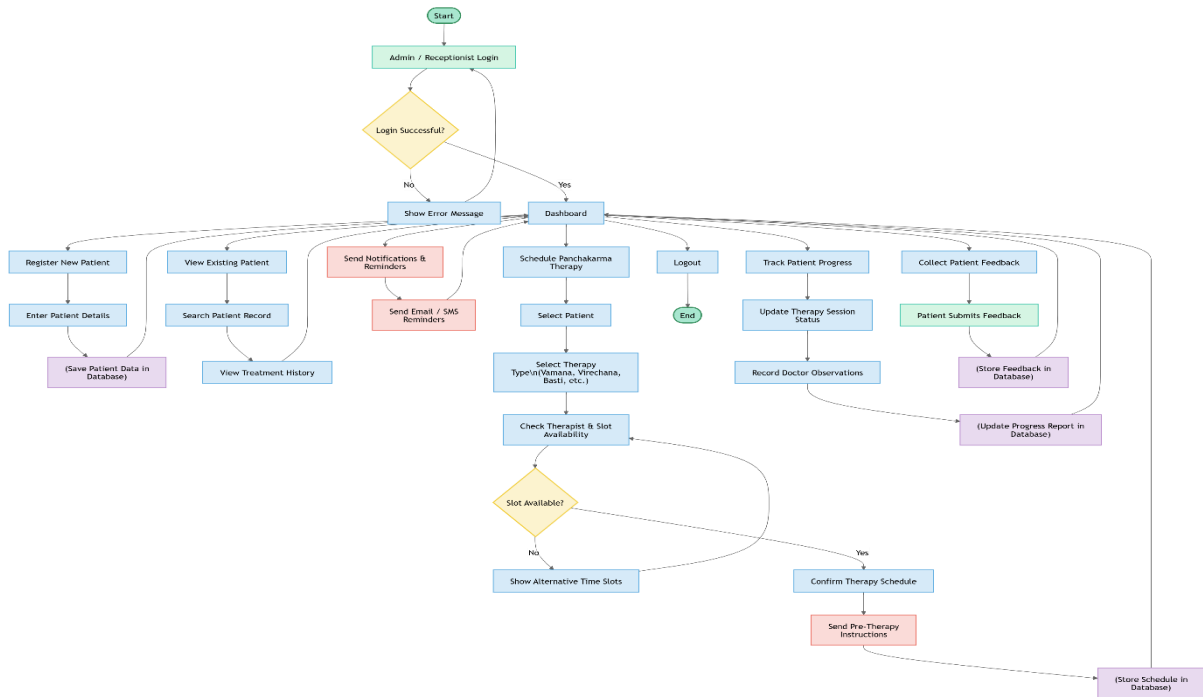 Start
Admin / Receptionist Login
Login Successful?
No
Yes
Show Error Message
Dashboard
Register New Patient
View Existing Patient
Send Notifications &
Reminders
Schedule Panchakarma
Therapy
Logout
Track Patient Progress
Collect Patient Feedback
Enter Patient Details
Search Patient Record
Send Email / SMS
Reminders
Select Patient
End
Update Therapy Session
Status
Patient Submits Feedback
(Save Patient Data in
Database)
View Treatment History
Select Therapy
Type\n(Vamana, Virechana,
Basti, etc.)
Record Doctor Observations
(Store Feedback in
Database)
Check Therapist & Slot
Availability
(Update Progress Report in
Database)
Slot Available?
No
Yes
Show Alternative Time Slots
Confirm Therapy Schedule
Send Pre-Therapy
Instructions
(Store Schedule in
Database)